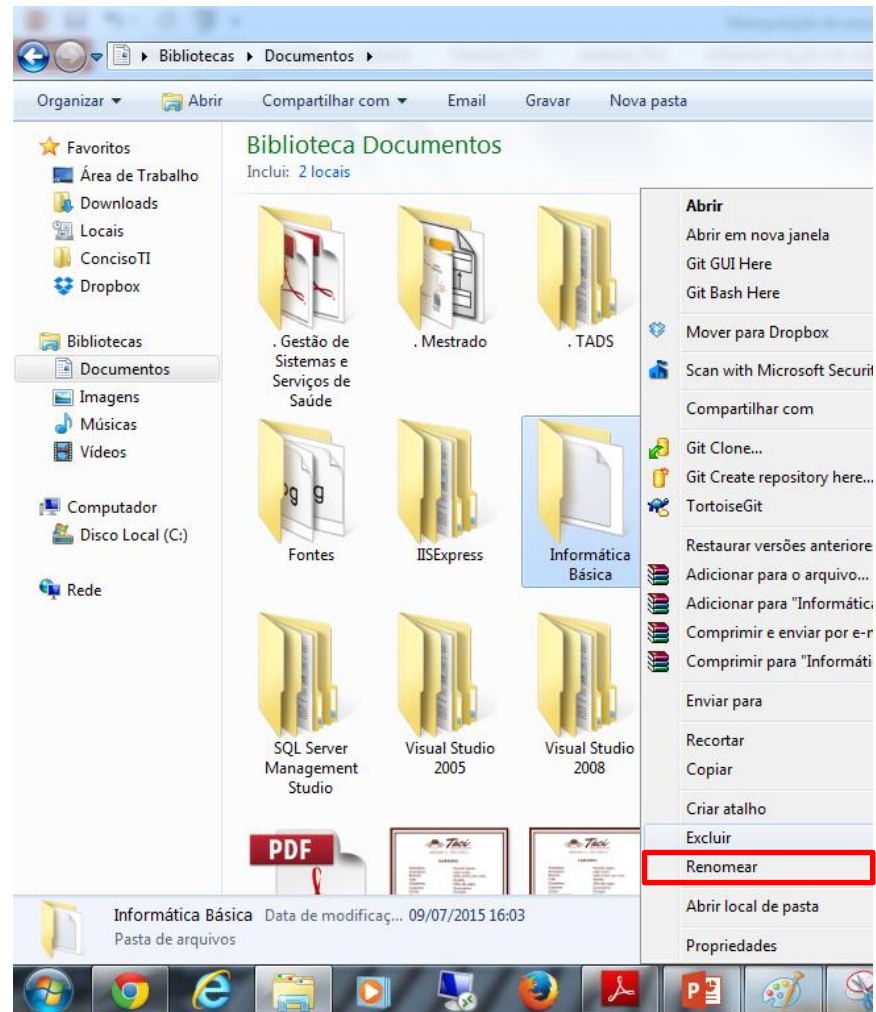 Bibliotecas ▸ Documentos ▸
Organizar ▾ Abrir Compartilhar com ▾ Email Gravar Nova pasta
Favoritos
Área de Trabalho
Downloads
Locais
ConcisoTI
Dropbox
Bibliotecas
Documentos
Imagens
Músicas
Vídeos
Computador
Disco Local (C:)
Rede
Biblioteca Documentos
Inclui: 2 locais
. Gestão de
Sistemas e
Serviços de
Saúde
. Mestrado
. TADS
Fontes
IISExpress
Informática
Básica
SQL Server
Management
Studio
Visual Studio
2005
Visual Studio
2008
PDF
Taci
Taci
Abrir
Abrir em nova janela
Git GUI Here
Git Bash Here
Mover para Dropbox
Scan with Microsoft Securit
Compartilhar com
Git Clone...
Git Create repository here...
TortoiseGit
Restaurar versões anteriore
Adicionar para o arquivo...
Adicionar para "Informática
Comprimir e enviar por e-
Comprimir para "Informáti
Enviar para
Recortar
Copiar
Criar atalho
Excluir
Renomear
Abrir local de pasta
Propriedades
Informática Básica Data de modificaç... 09/07/2015 16:03
Pasta de arquivos